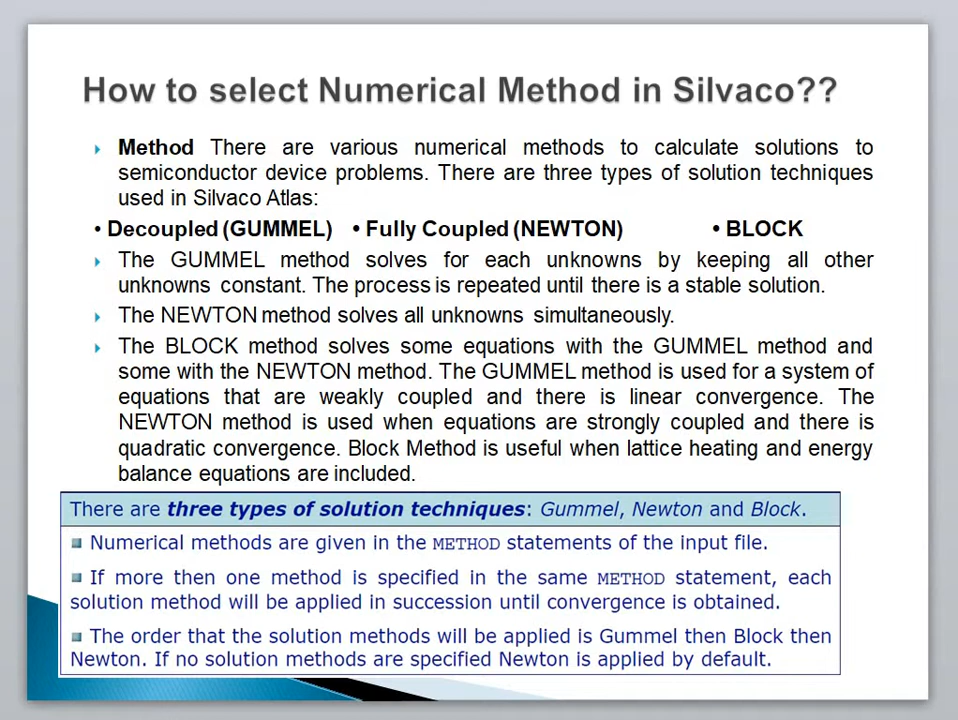 How to select Numerical Method in Silvaco??
Method There are various numerical methods to calculate solutions to
semiconductor device problems. There are three types of solution techniques
used in Silvaco Atlas:
• Decoupled (GUMMEL) • Fully Coupled (NEWTON) • BLOCK
The GUMMEL method solves for each unknowns by keeping all other
unknowns constant. The process is repeated until there is a stable solution.
The NEWTON method solves all unknowns simultaneously.
The BLOCK method solves some equations with the GUMMEL method and
some with the NEWTON method. The GUMMEL method is used for a system of
equations that are weakly coupled and there is linear convergence. The
NEWTON method is used when equations are strongly coupled and there is
quadratic convergence. Block Method is useful when lattice heating and energy
balance equations are included.
There are three types of solution techniques: Gummel, Newton and Block.
Numerical methods are given in the METHOD statements of the input file.
If more then one method is specified in the same METHOD statement, each
solution method will be applied in succession until convergence is obtained.
The order that the solution methods will be applied is Gummel then Block then
Newton. If no solution methods are specified Newton is applied by default.